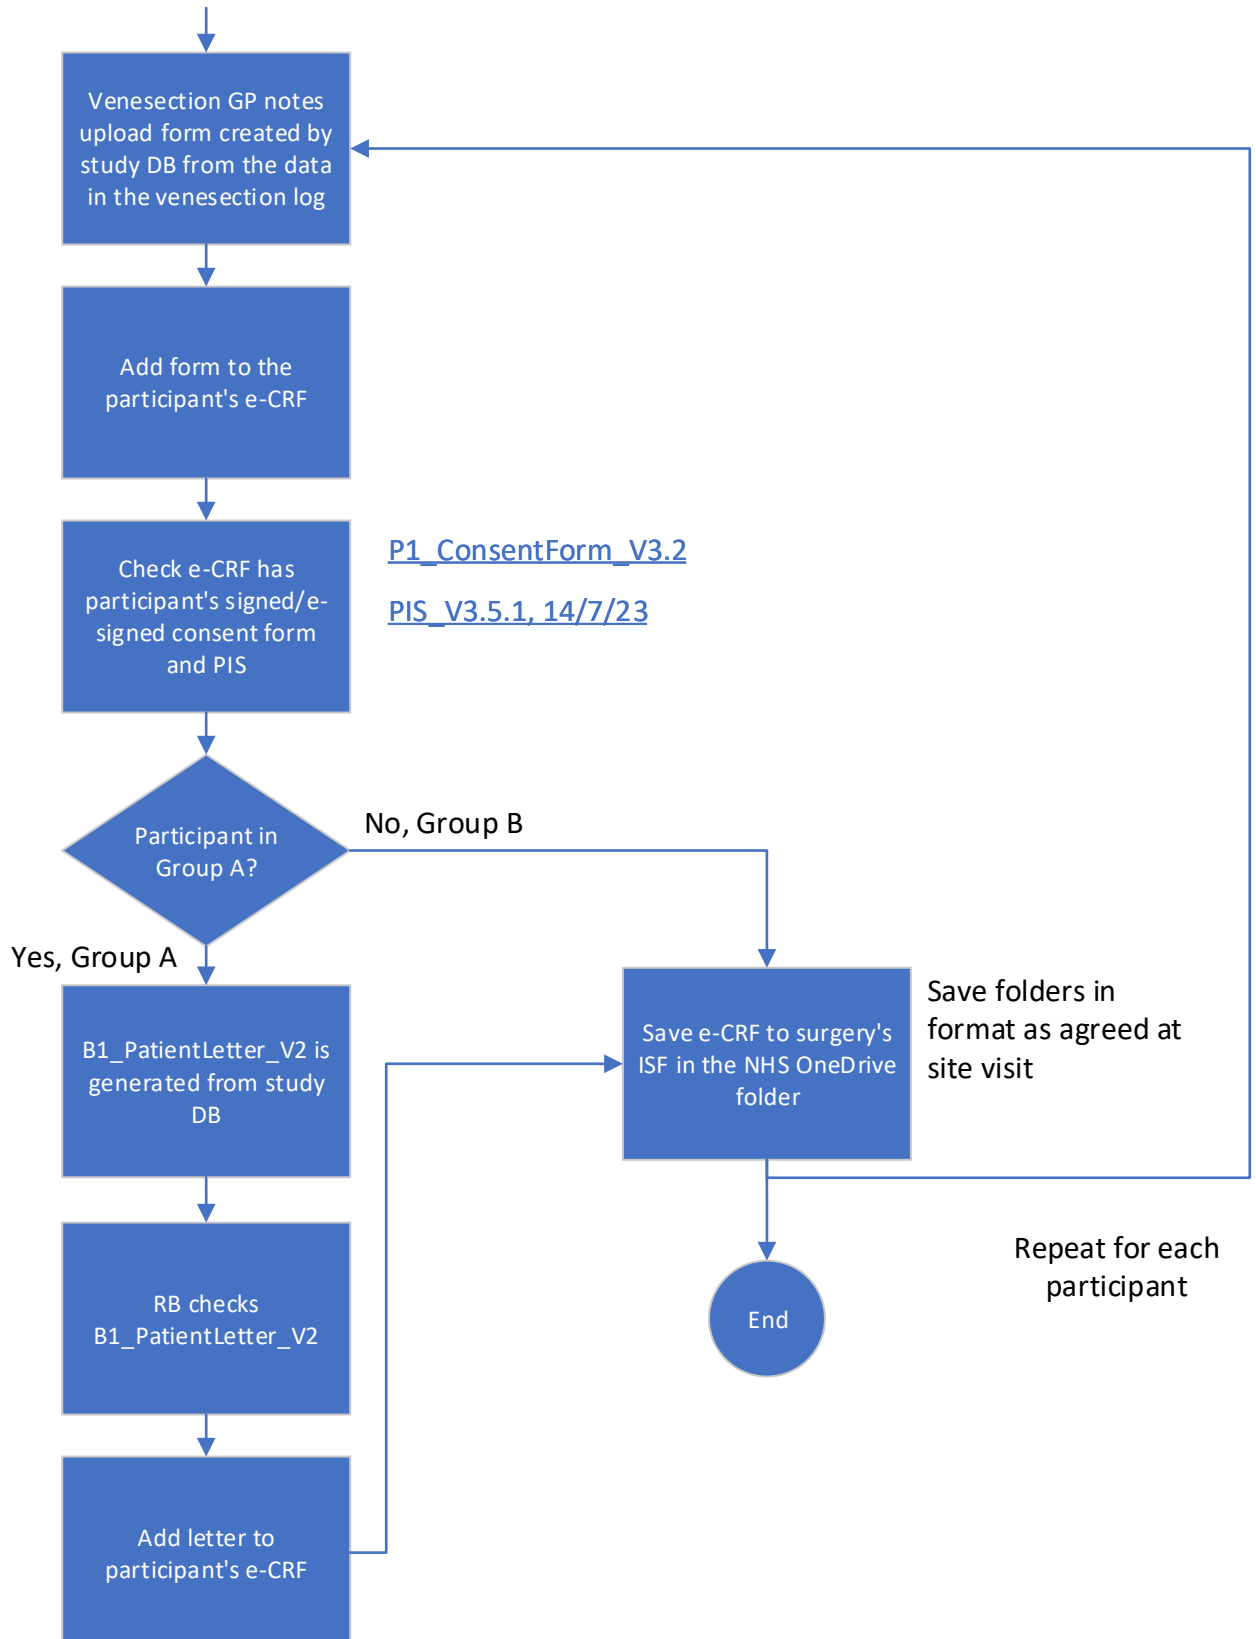 Venesection GP notes
upload form created by
study DB from the data
in the venesection log
Add form to the
participant's e-CRF
Check e-CRF has
participant's signed/e-
signed consent form
and PIS
P1_ConsentForm_V3.2
PIS_V3.5.1, 14/7/23
Participant in
Group A?
No, Group B
Yes, Group A
B1_PatientLetter_V2 is
generated from study
DB
RB checks
B1_PatientLetter_V2
Add letter to
participant's e-CRF
Save e-CRF to surgery's
ISF in the NHS OneDrive
folder
Save folders in
format as agreed at
site visit
Repeat for each
participant
End